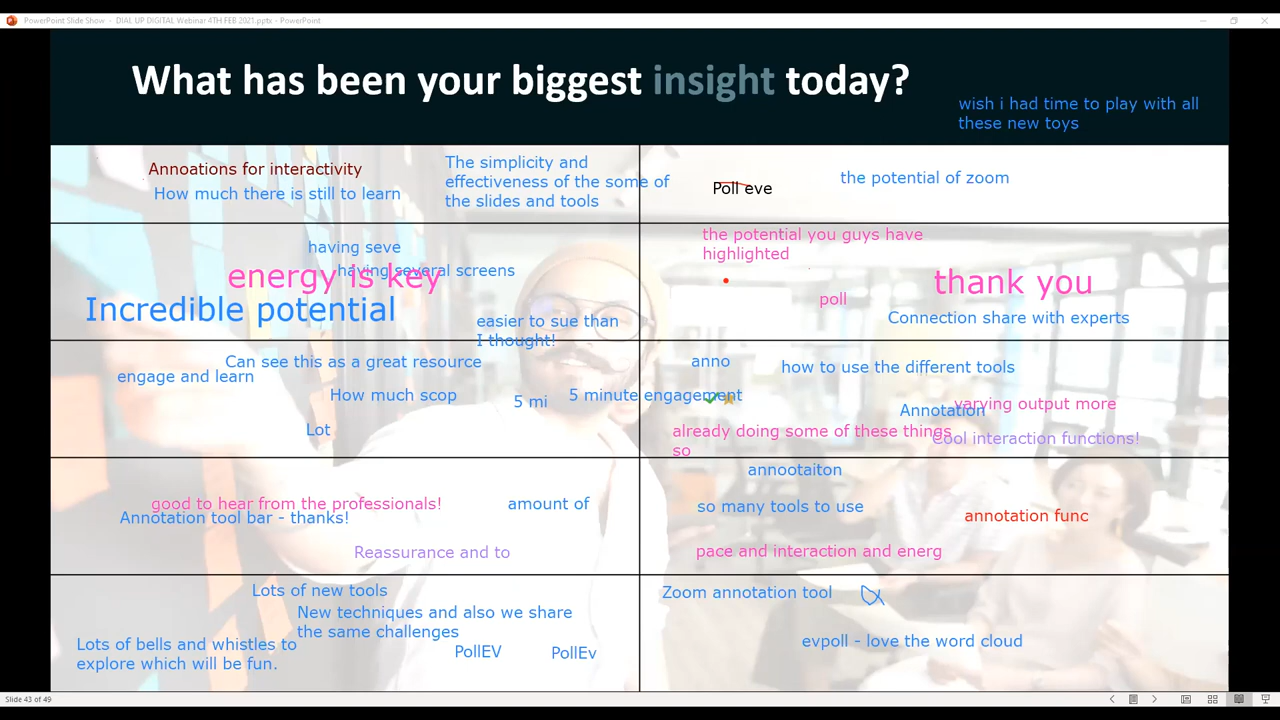 PowerPoint Slide Show - DIAL UP DIGITAL Webinar 4TH FEB 2021.pptx - PowerPoint
What has been your biggest insight today?
wish i had time to play with all
these new toys
Annoations for interactivity
How much there is still to learn
The simplicity and
effectiveness of the some of
the slides and tools
Poll eve
the potential of zoom
having seve
having several screens
energy is key
Incredible potential
easier to sue than
I thought!
the potential you guys have
highlighted
poll
thank you
Connection share with experts
Can see this as a great resource
engage and learn
How much scop
5 mi
5 minute engagement
Lot
anno
how to use the different tools
varying output more
Annotation
already doing some of these things
so
Cool interaction functions!
good to hear from the professionals!
Annotation tool bar - thanks!
amount of
Reassurance and to
annootaiton
so many tools to use
annotation func
pace and interaction and energ
Lots of new tools
New techniques and also we share
the same challenges
Lots of bells and whistles to
explore which will be fun.
PollEV
PollEv
Zoom annotation tool
evpoll - love the word cloud
Slide 43 of 49